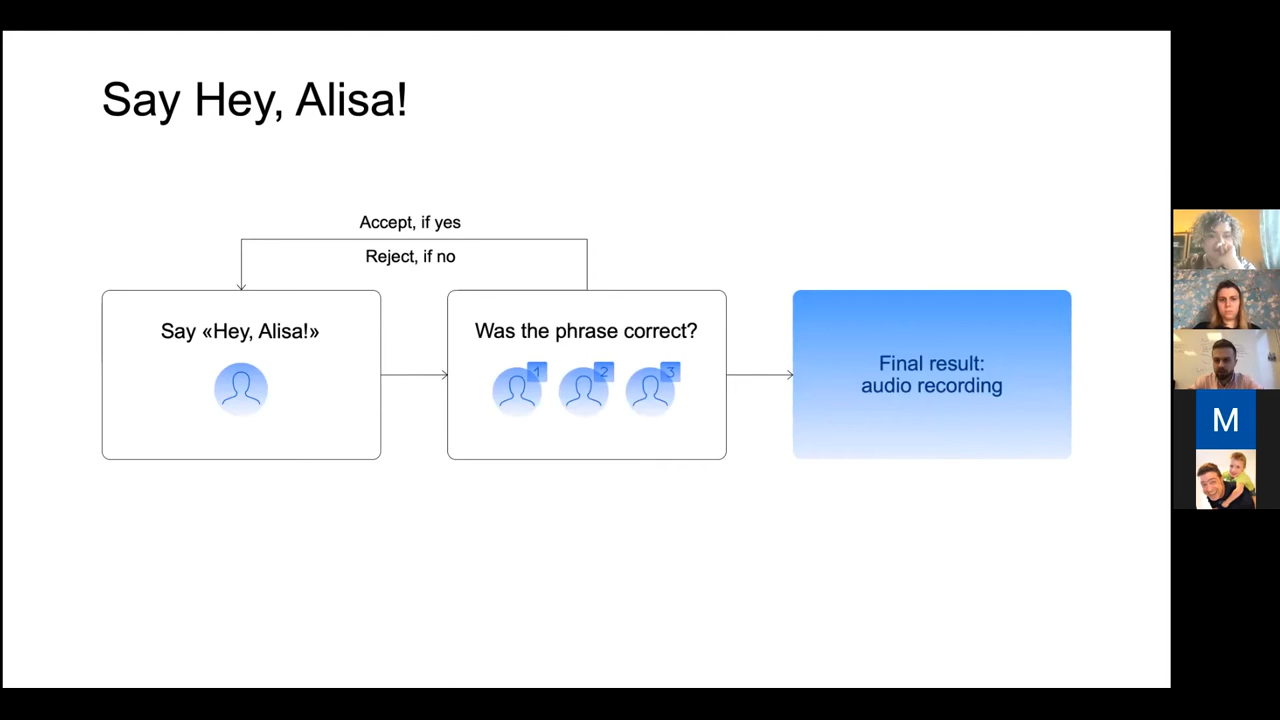 Say Hey, Alisa!
Accept, if yes
Reject, if no
Say «Hey, Alisa!»
Was the phrase correct?
1 2 3
Final result:
audio recording
M